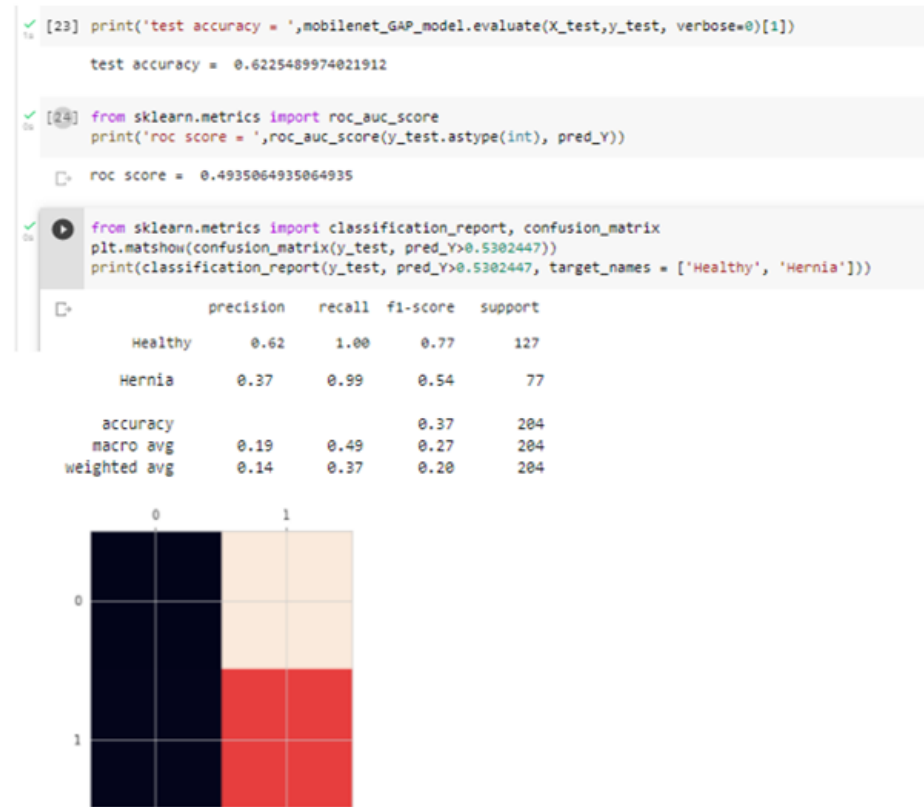 [23] print('test accuracy = ',mobilenet_GAP_model.evaluate(X_test,y_test, verbose=0)[1])
test accuracy = 0.6225489974021912
[24] from sklearn.metrics import roc_auc_score
print('roc score = ',roc_auc_score(y_test.astype(int), pred_Y))
roc score = 0.4935064935064935
from sklearn.metrics import classification_report, confusion_matrix
plt.matshow(confusion_matrix(y_test, pred_Y>0.5302447))
print(classification_report(y_test, pred_Y>0.5302447, target_names = ['Healthy', 'Hernia']))
precision recall f1-score support
Healthy 0.62 1.00 0.77 127
Hernia 0.37 0.99 0.54 77
accuracy 0.37 204
macro avg 0.19 0.49 0.27 204
weighted avg 0.14 0.37 0.20 204
0 1
0
1